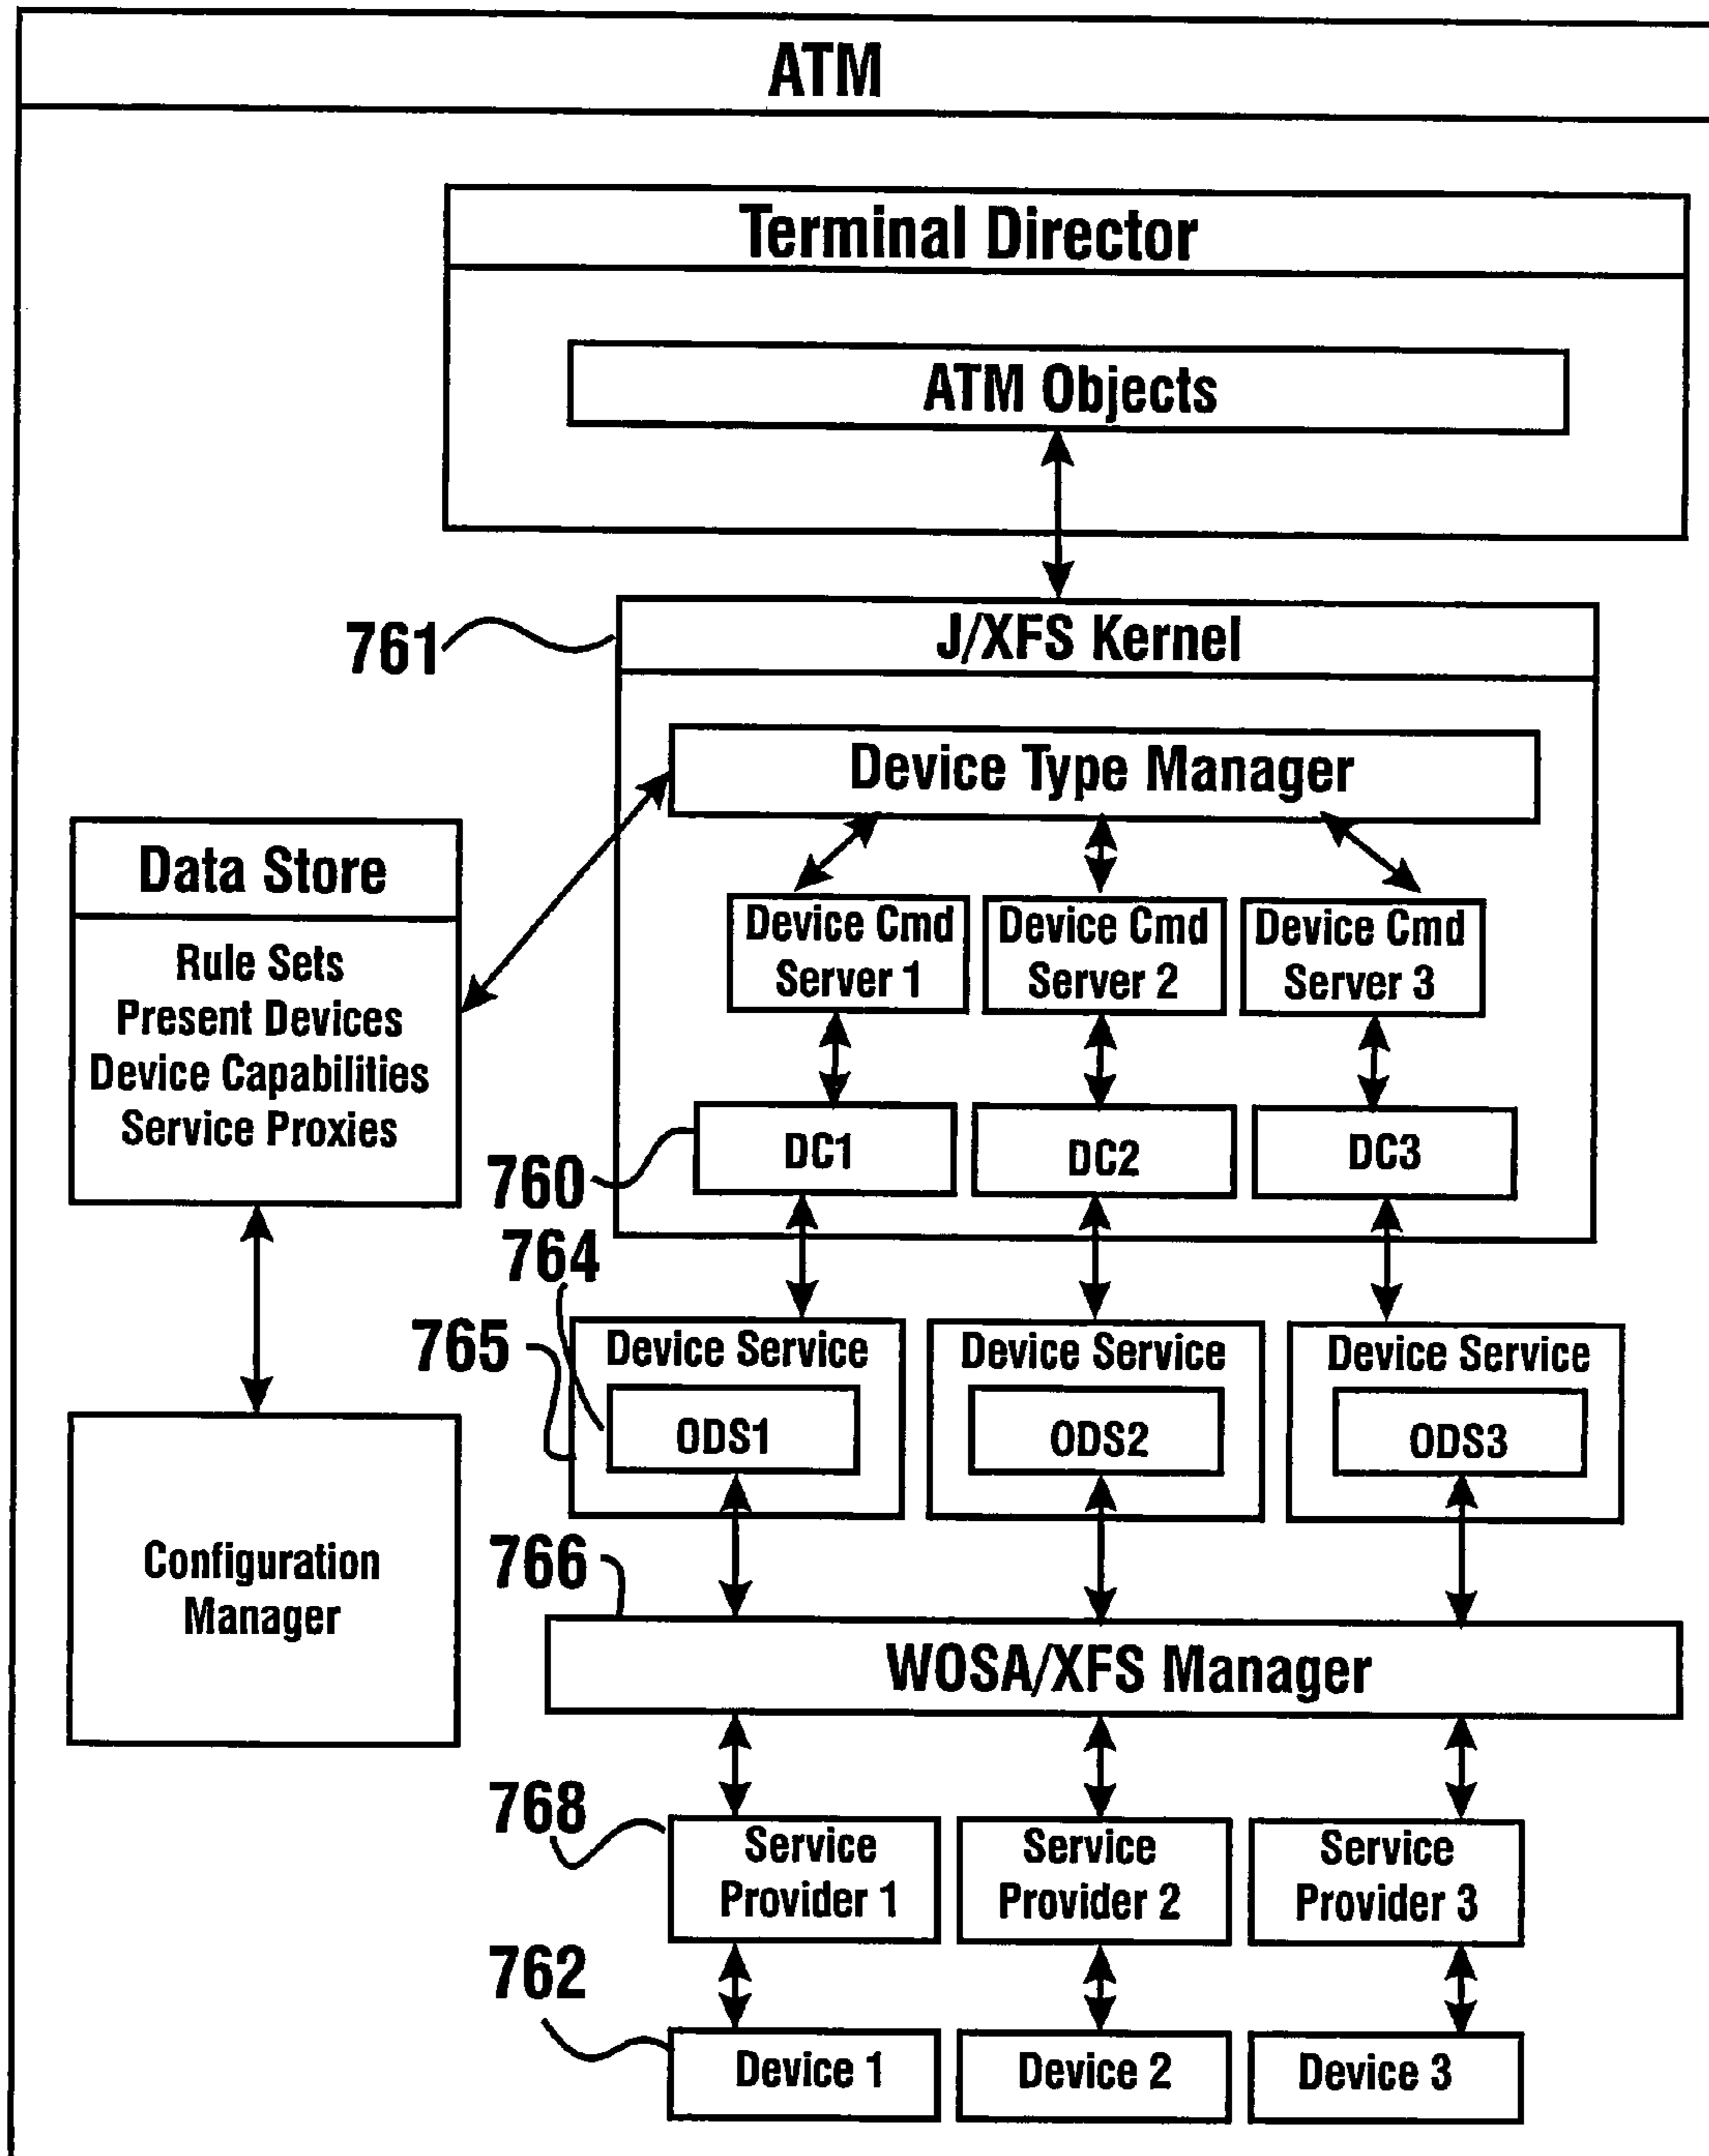 ATM
Terminal Director
ATM Objects
761
J/XFS Kernel
Device Type Manager
Data Store
Rule Sets
Present Devices
Device Capabilities
Service Proxies
Device Cmd
Server 1
Device Cmd
Server 2
Device Cmd
Server 3
760
DC1
DC2
DC3
764
765
Device Service
ODS1
Device Service
ODS2
Device Service
ODS3
Configuration
Manager
766
WOSA/XFS Manager
768
Service
Provider 1
Service
Provider 2
Service
Provider 3
762
Device 1
Device 2
Device 3